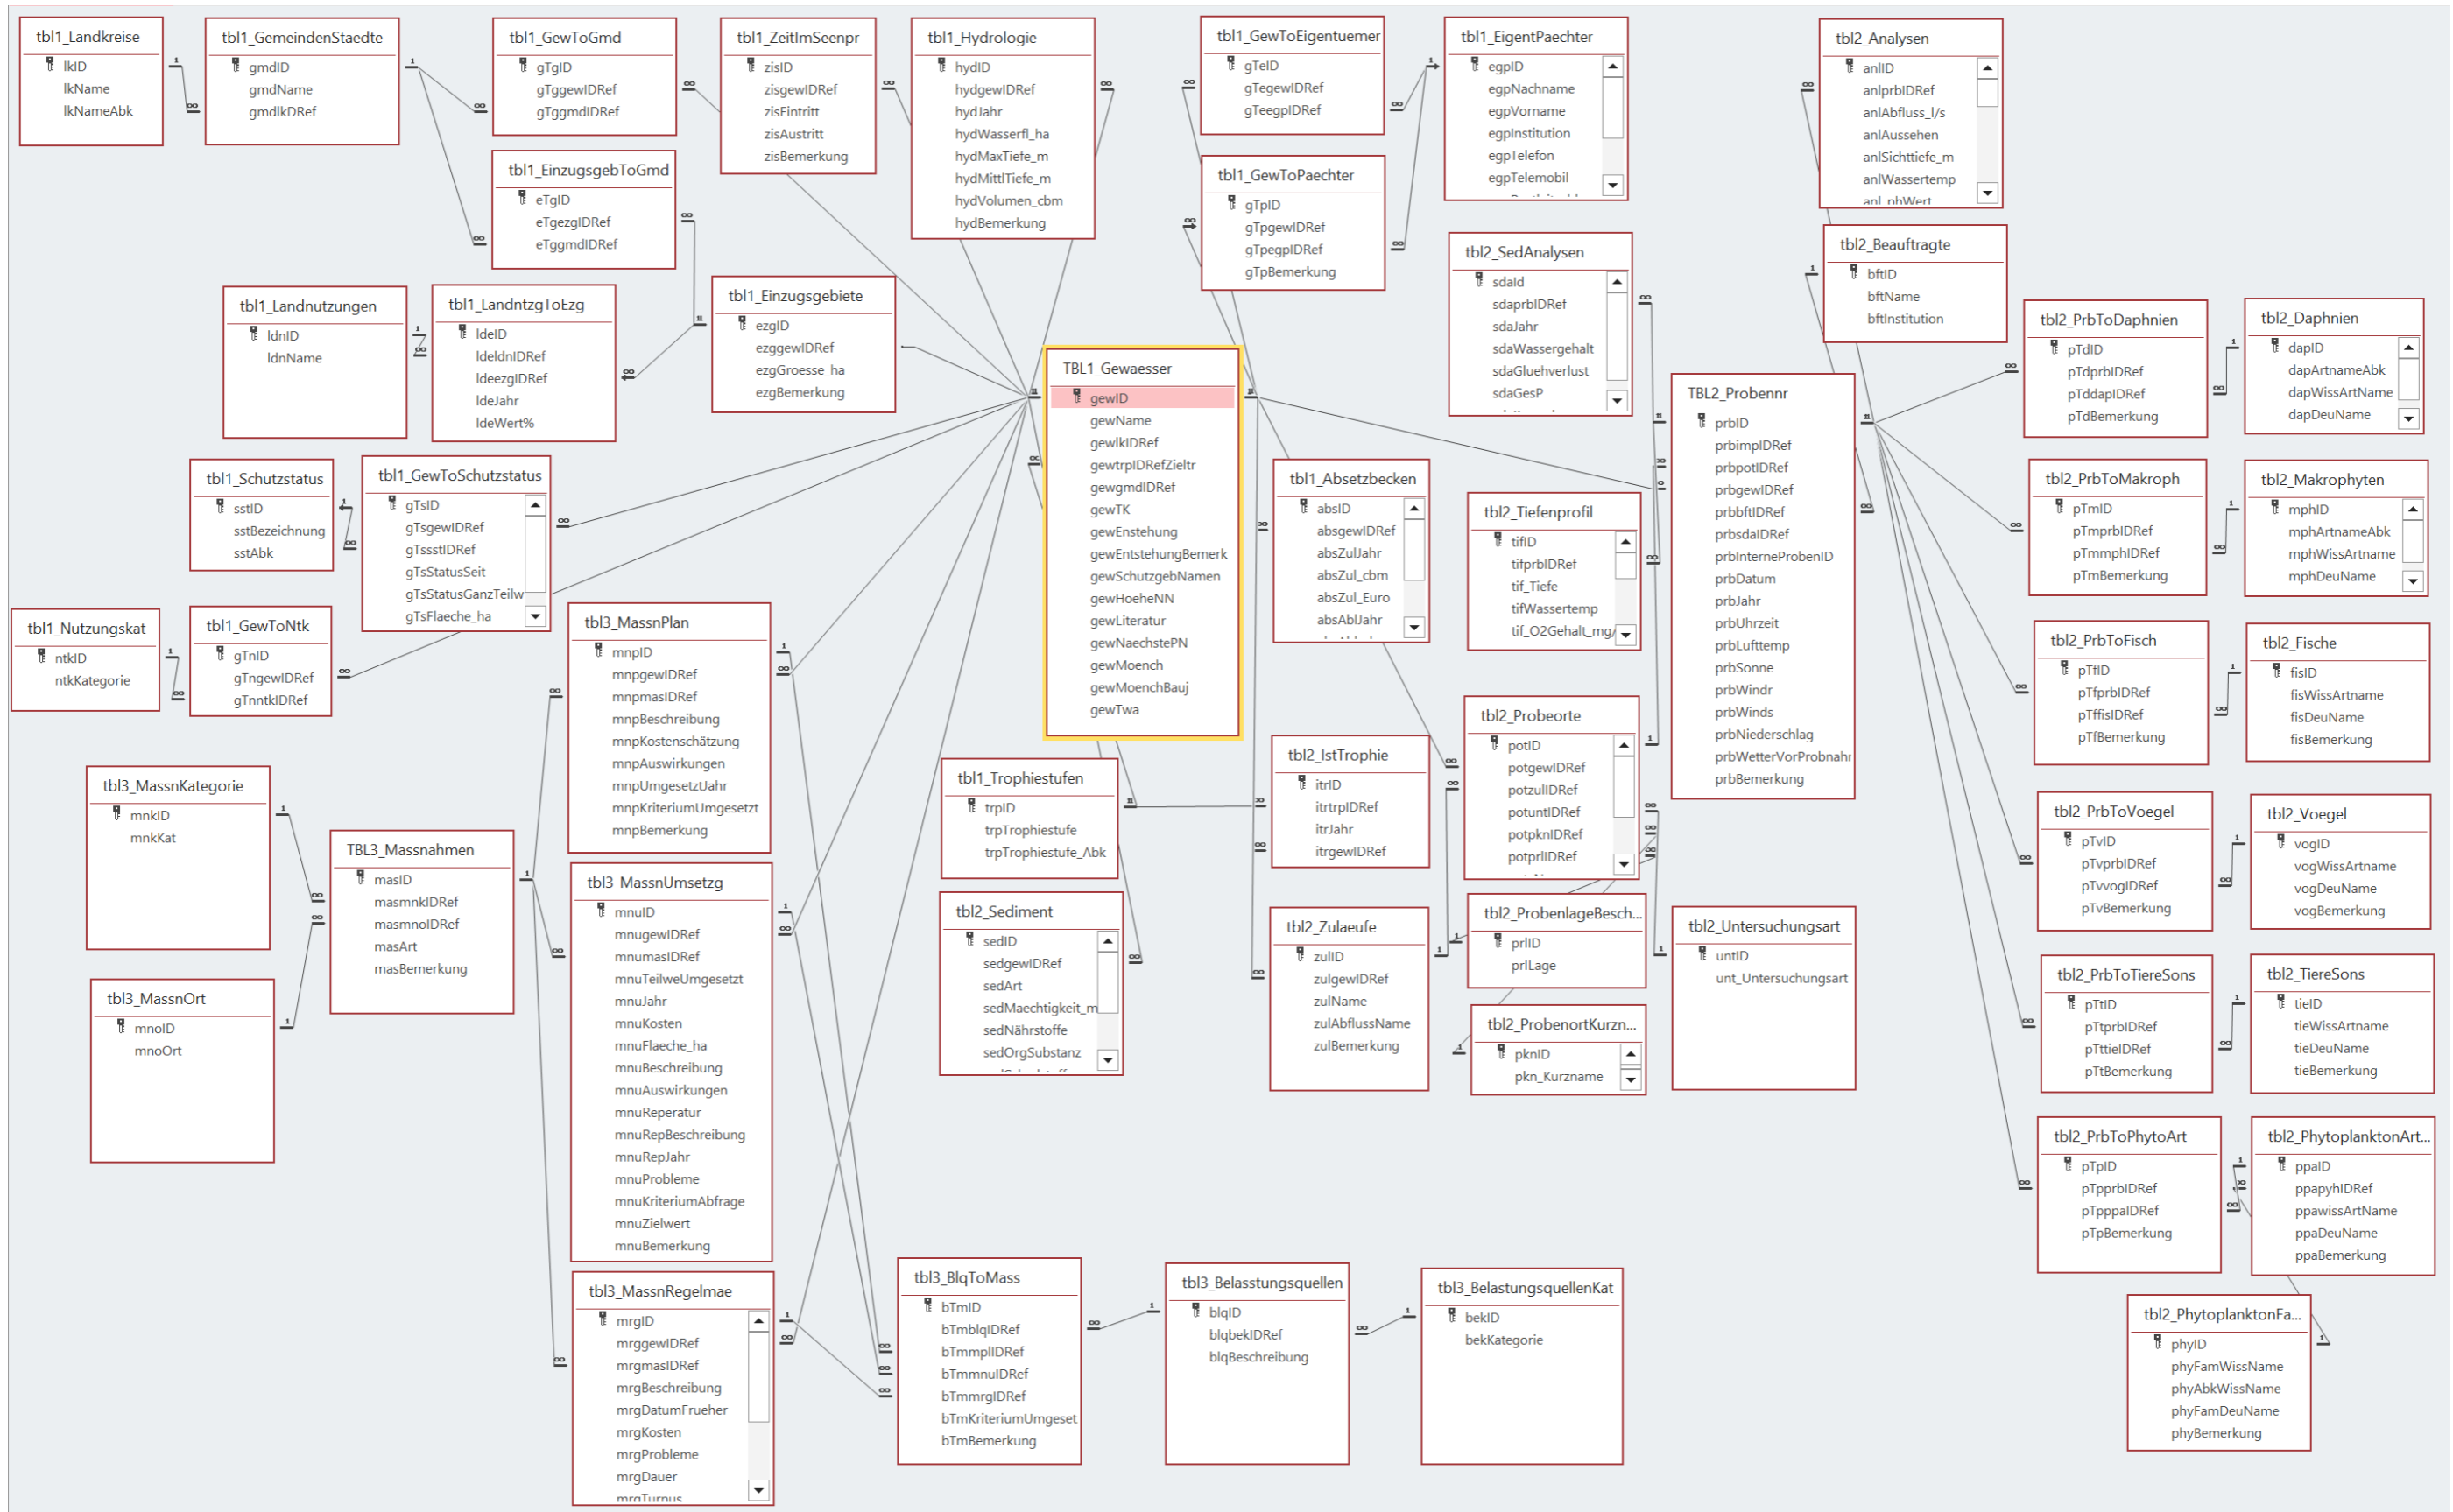 tbl1_Landkreise
lkID
lkName
lkNameAbk
tbl1_GemeindenStaedte
gmdID
gmdName
gmdlkDRef
tbl1_GewToGmd
gTgID
gTggewIDRef
gTggmdIDRef
tbl1_ZeitImSeenpr
zisID
zisgewIDRef
zisEintritt
zisAustritt
zisBemerkung
tbl1_Hydrologie
hydID
hydgewIDRef
hydJahr
hydWasserfl_ha
hydMaxTiefe_m
hydMittlTiefe_m
hydVolumen_cbm
hydBemerkung
tbl1_GewToEigentuemer
gTeID
gTegewIDRef
gTeegpIDRef
tbl1_EigentPaechter
egpID
egpNachname
egpVorname
egpInstitution
egpTelefon
egpTelemobil
tbl2_Analysen
anlID
anlprbIDRef
anlAbfluss_l/s
anlAussehen
anlSichttiefe_m
anlWassertemp
anl_phWert
tbl1_EinzugsgebToGmd
eTgID
eTgezgIDRef
eTggmdIDRef
tbl1_GewToPaechter
gTpID
gTpgewIDRef
gTpegpIDRef
gTpBemerkung
tbl2_SedAnalysen
sdaId
sdaprbIDRef
sdaJahr
sdaWassergehalt
sdaGluehverlust
sdaGesP
tbl2_Beauftragte
bftID
bftName
bftInstitution
tbl1_Landnutzungen
ldnID
ldnName
tbl1_LandntzgToEzg
ldeID
ldeldnIDRef
ldeezgIDRef
ldeJahr
ldeWert%
tbl1_Einzugsgebiete
ezgID
ezggewIDRef
ezgGroesse_ha
ezgBemerkung
TBL1_Gewaesser
gewID
gewName
gewlkIDRef
gewtrpIDRefZieltr
gewgmdIDRef
gewTK
gewEnstehung
gewEntstehungBemerk
gewSchutzgebNamen
gewHoeheNN
gewLiteratur
gewNaechstePN
gewMoench
gewMoenchBauj
gewTwa
TBL2_Probennr
prbID
prbimpIDRef
prbpotIDRef
prbgewIDRef
prbbftIDRef
prbsdaIDRef
prbInterneProbenID
prbDatum
prbJahr
prbUhrzeit
prbLufttemp
prbSonne
prbWindr
prbWinds
prbNiederschlag
prbWetterVorProbnahr
prbBemerkung
tbl2_PrbToDaphnien
pTdID
pTdprbIDRef
pTddapIDRef
pTdBemerkung
tbl2_Daphnien
dapID
dapArtnameAbk
dapWissArtName
dapDeuName
tbl1_Schutzstatus
sstID
sstBezeichnung
sstAbk
tbl1_GewToSchutzstatus
gTsID
gTsgewIDRef
gTssstIDRef
gTsStatusSeit
gTsStatusGanzTeilw
gTsFlaeche_ha
tbl1_Absetzbecken
absID
absgewIDRef
absZulJahr
absZul_cbm
absZul_Euro
absAblJahr
tbl2_Tiefenprofil
tifID
tifprbIDRef
tif_Tiefe
tifWassertemp
tif_O2Gehalt_mg/
tbl2_PrbToMakroph
pTmID
pTmprbIDRef
pTmmphIDRef
pTmBemerkung
tbl2_Makrophyten
mphID
mphArtnameAbk
mphWissArtname
mphDeuName
tbl1_Nutzungskat
ntkID
ntkKategorie
tbl1_GewToNtk
gTnID
gTngewIDRef
gTnntkIDRef
tbl3_MassnPlan
mnpID
mnpgewIDRef
mnpmasIDRef
mnpBeschreibung
mnpKostenschätzung
mnpAuswirkungen
mnpUmgesetztJahr
mnpKriteriumUmgesetzt
mnpBemerkung
tbl2_PrbToFisch
pTfID
pTfprbIDRef
pTffisIDRef
pTfBemerkung
tbl2_Fische
fisID
fisWissArtname
fisDeuName
fisBemerkung
tbl3_MassnKategorie
mnkID
mnkKat
TBL3_Massnahmen
masID
masmnkIDRef
masmnoIDRef
masArt
masBemerkung
tbl1_Trophiestufen
trpID
trpTrophiestufe
trpTrophiestufe_Abk
tbl2_IstTrophie
itrID
itrtrpIDRef
itrJahr
itrgewIDRef
tbl2_Probeorte
potID
potgewIDRef
potzulIDRef
potuntIDRef
potpknIDRef
potprlIDRef
tbl2_PrbToVoegel
pTvID
pTvprbIDRef
pTvvogIDRef
pTvBemerkung
tbl2_Voegel
vogID
vogWissArtname
vogDeuName
vogBemerkung
tbl3_MassnOrt
mnoID
mnoOrt
tbl3_MassnUmsetzg
mnuID
mnugewIDRef
mnumasIDRef
mnuTeilweUmgesetzt
mnuJahr
mnuKosten
mnuFlaeche_ha
mnuBeschreibung
mnuAuswirkungen
mnuReperatur
mnuRepBeschreibung
mnuRepJahr
mnuProbleme
mnuKriteriumAbfrage
mnuZielwert
mnuBemerkung
tbl2_Sediment
sedID
sedgewIDRef
sedArt
sedMaechtigkeit_m
sedNährstoffe
sedOrgSubstanz
tbl2_Zulaeufe
zulID
zulgewIDRef
zulName
zulAbflussName
zulBemerkung
tbl2_ProbenlageBesch...
prlID
prlLage
tbl2_ProbenortKurzn...
pknID
pkn_Kurzname
tbl2_Untersuchungsart
untID
unt_Untersuchungsart
tbl2_PrbToTiereSons
pTtID
pTtprbIDRef
pTttieIDRef
pTtBemerkung
tbl2_TiereSons
tieID
tieWissArtname
tieDeuName
tieBemerkung
tbl2_PrbToPhytoArt
pTpID
pTpprbIDRef
pTpppaIDRef
pTpBemerkung
tbl2_PhytoplanktonArt...
ppaID
ppapyhIDRef
ppawissArtName
ppaDeuName
ppaBemerkung
tbl3_MassnRegelmae
mrgID
mrggewIDRef
mrgmasIDRef
mrgBeschreibung
mrgDatumFrueher
mrgKosten
mrgProbleme
mrgDauer
mrgTurnus
tbl3_BlqToMass
bTmID
bTmblqIDRef
bTmmplIDRef
bTmmnuIDRef
bTmmrgIDRef
bTmKriteriumUmgeset
bTmBemerkung
tbl3_Belasstungsquellen
blqID
blqbekIDRef
blqBeschreibung
tbl3_BelastungsquellenKat
bekID
bekKategorie
tbl2_PhytoplanktonFa...
phyID
phyFamWissName
phyAbkWissName
phyFamDeuName
phyBemerkung